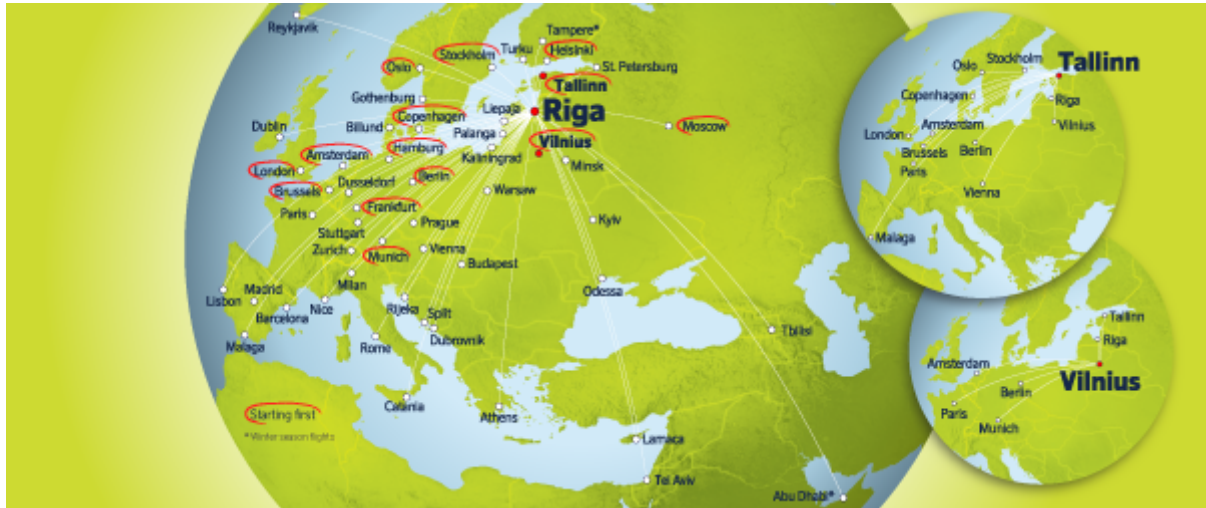 Reykjavik
Tampere*
Turku
Helsinki
Stockholm
St. Petersburg
Oslo
Tallinn
Gothenburg
Liepaja
Riga
Copenhagen
Billund
Moscow
Dublin
Palanga
Vilnius
Hamburg
Kaliningrad
Amsterdam
Minsk
London
Berlin
Dusseldorf
Brussels
Warsaw
Frankfurt
Paris
Prague
Kyiv
Stuttgart
Zurich
Vienna
Munich
Budapest
Milan
Madrid
Odessa
Lisbon
Nice
Rijeka
Barcelona
Split
Tbilisi
Dubrovnik
Malaga
Rome
Catania
Starting first
Athens
* Winter season flights
Larnaca
Tel Aviv
Abu Dhabi*
Stockholm
Tallinn
Oslo
Copenhagen
Riga
Amsterdam
Vilnius
London
Brussels
Berlin
Paris
Vienna
Malaga
Tallinn
Riga
Amsterdam
Vilnius
Berlin
Paris
Munich